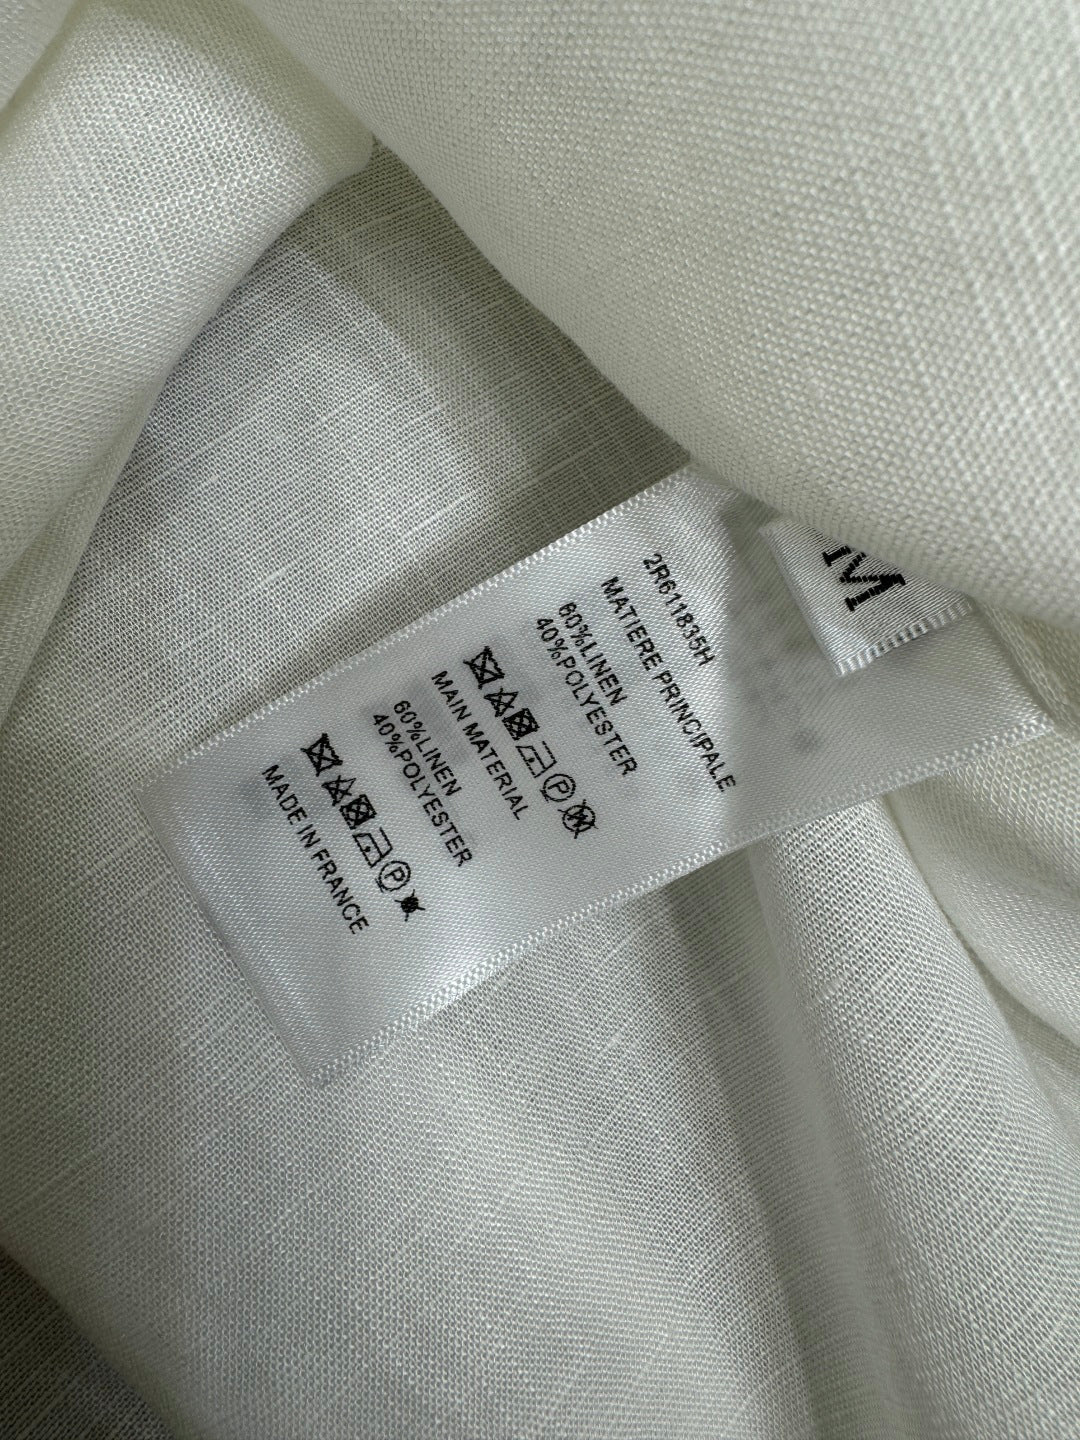 2R611835H
MATIERE PRINCIPALE
60%LINEN
40%POLYESTER
MAIN MATERIAL
60%LINEN
40%POLYESTER
MADE IN FRANCE
M